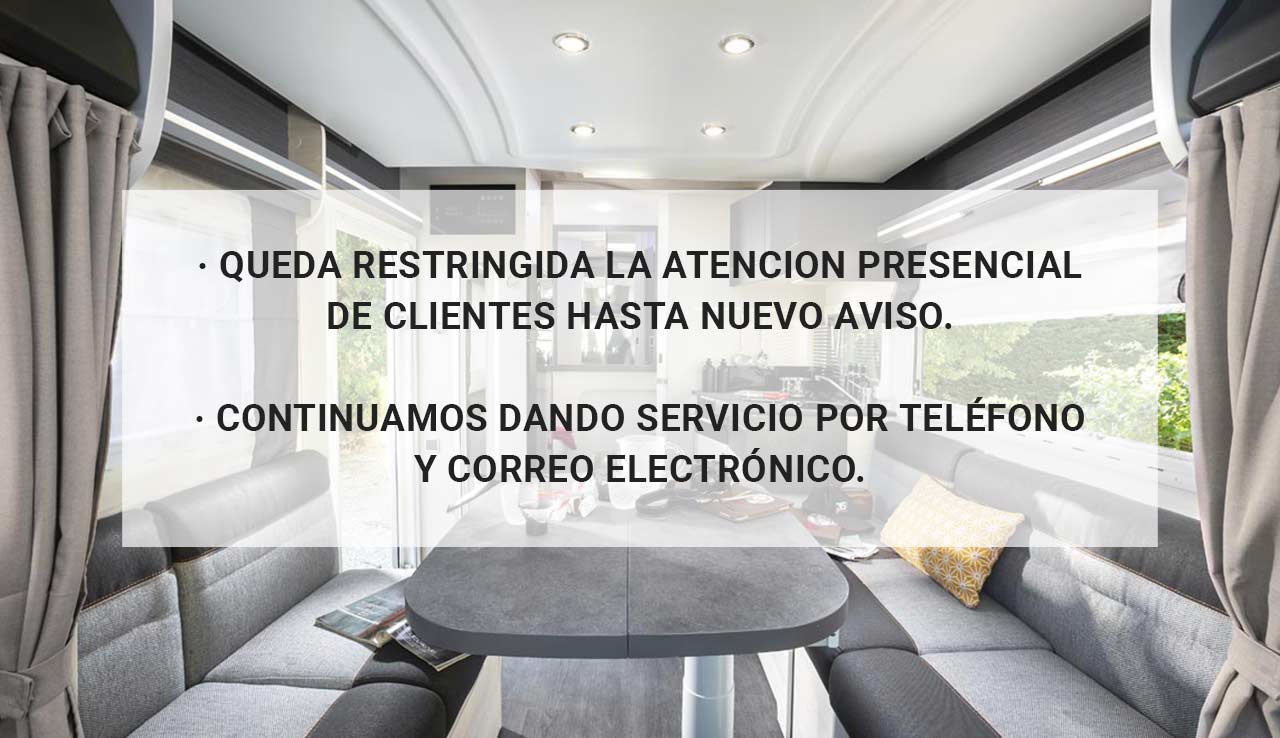 · QUEDA RESTRINGIDA LA ATENCION PRESENCIAL
DE CLIENTES HASTA NUEVO AVISO.
· CONTINUAMOS DANDO SERVICIO POR TELÉFONO
Y CORREO ELECTRÓNICO.